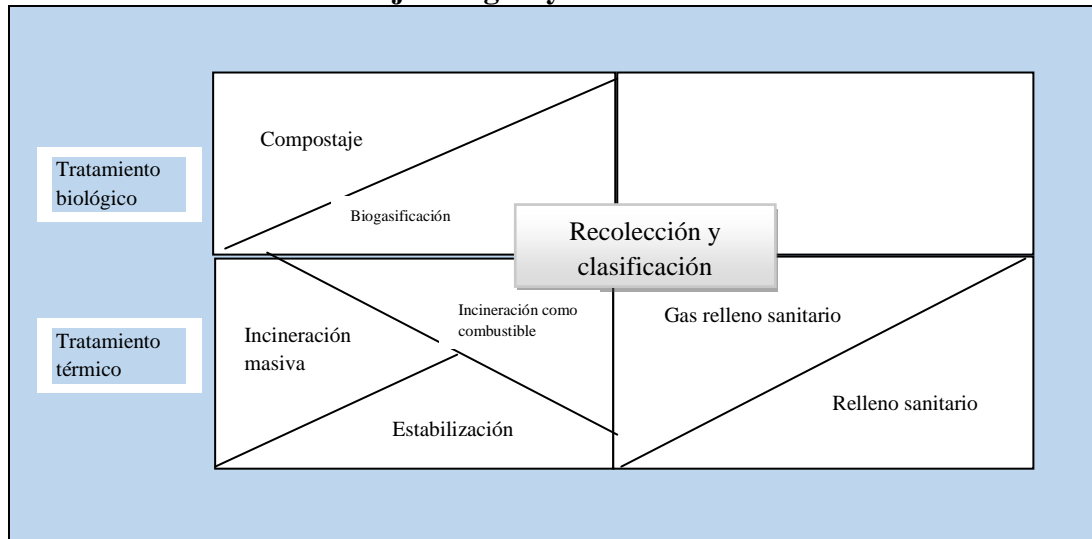 Compostaje
Tratamiento
biológico
Biogasificación
Recolección y
clasificación
Incineración como
combustible
Gas relleno sanitario
Incineración
masiva
Tratamiento
térmico
Relleno sanitario
Estabilización